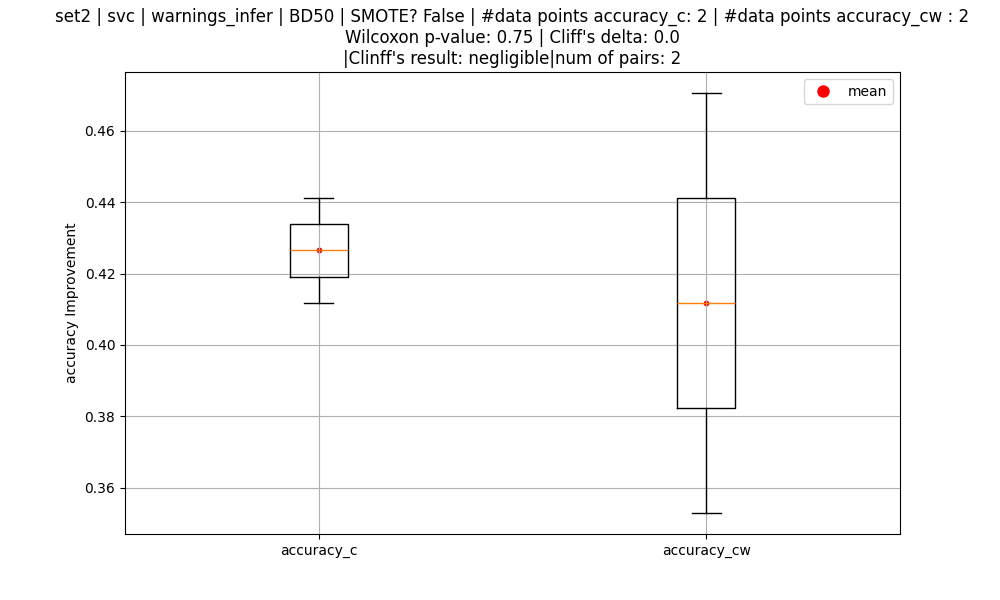 set2 | svc | warnings_infer | BD50 | SMOTE? False | #data points accuracy_c: 2 | #data points accuracy_cw : 2
Wilcoxon p-value: 0.75 | Cliff's delta: 0.0
|Clinff's result: negligible|num of pairs: 2
mean
0.46
0.44
0.42
0.40
0.38
0.36
accuracy Improvement
accuracy_c
accuracy_cw